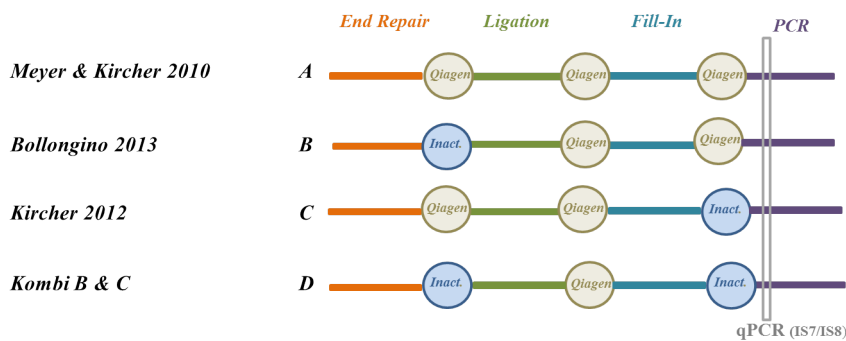 End Repair Ligation Fill-In PCR
Meyer & Kircher 2010 A Qiagen Qiagen Qiagen
Bollongino 2013 B Inact. Qiagen Qiagen
Kircher 2012 C Qiagen Qiagen Inact.
Kombi B & C D Inact. Qiagen Inact.
qPCR (IS7/IS8)